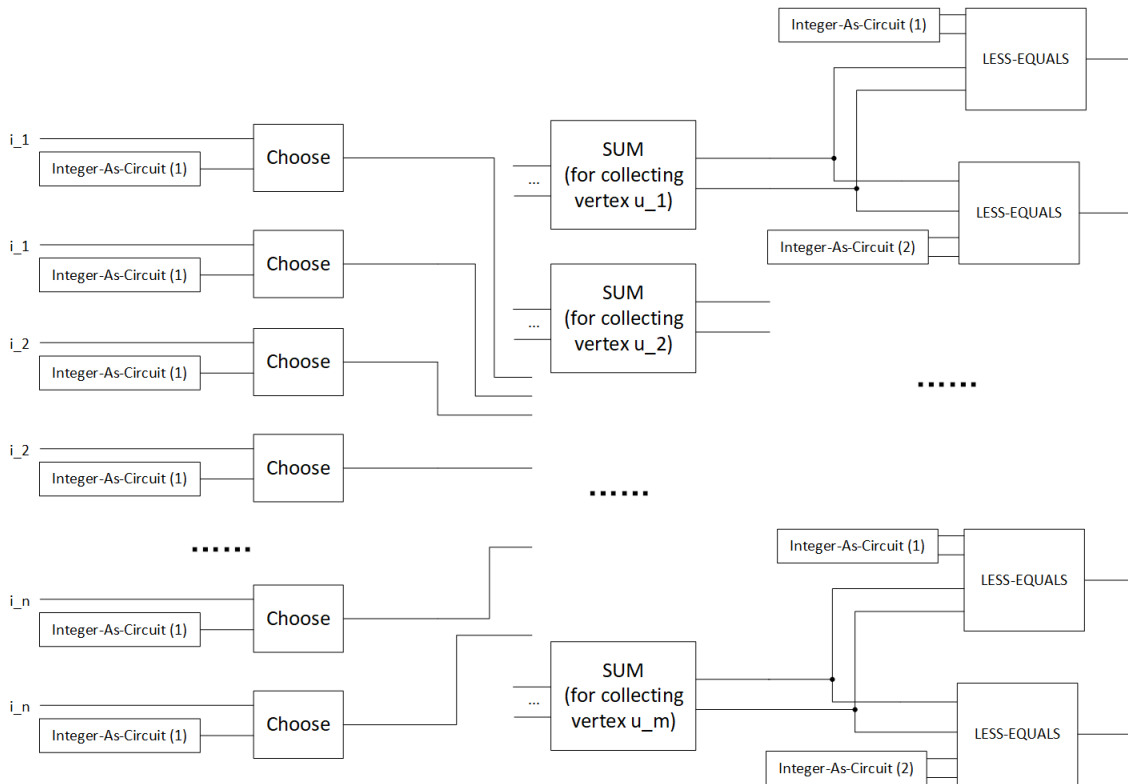 Integer-As-Circuit (1)
LESS-EQUALS
i_1
Integer-As-Circuit (1)
Choose
...
SUM
(for collecting
vertex u_1)
LESS-EQUALS
Integer-As-Circuit (2)
i_1
Integer-As-Circuit (1)
Choose
...
SUM
(for collecting
vertex u_2)
i_2
Integer-As-Circuit (1)
Choose
......
i_2
Integer-As-Circuit (1)
Choose
......
......
Integer-As-Circuit (1)
LESS-EQUALS
i_n
Integer-As-Circuit (1)
Choose
...
SUM
(for collecting
vertex u_m)
i_n
Integer-As-Circuit (1)
Choose
LESS-EQUALS
Integer-As-Circuit (2)